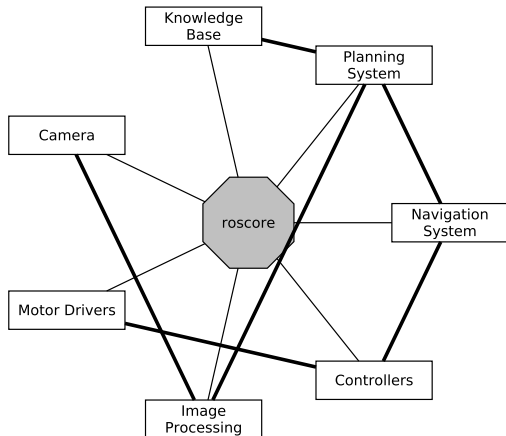 Knowledge
Base
Planning
System
Camera
roscore
Navigation
System
Motor Drivers
Controllers
Image
Processing